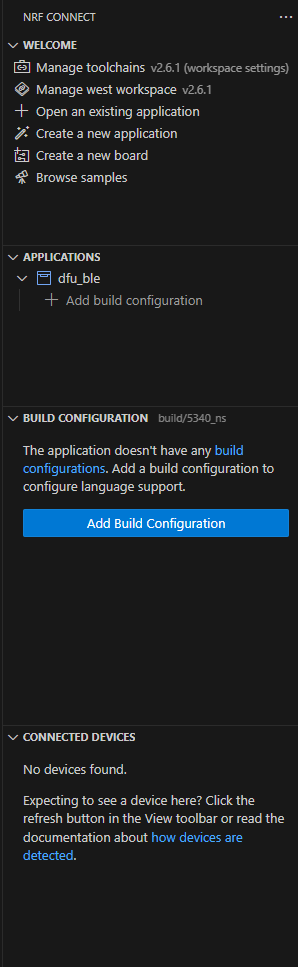 NRF CONNECT
WELCOME
Manage toolchains v2.6.1 (workspace settings)
Manage west workspace v2.6.1
Open an existing application
Create a new application
Create a new board
Browse samples
APPLICATIONS
dfu_ble
Add build configuration
BUILD CONFIGURATION build/5340_ns
The application doesn't have any build
configurations. Add a build configuration to
configure language support.
Add Build Configuration
CONNECTED DEVICES
No devices found.
Expecting to see a device here? Click the
refresh button in the View toolbar or read the
documentation about how devices are
detected.